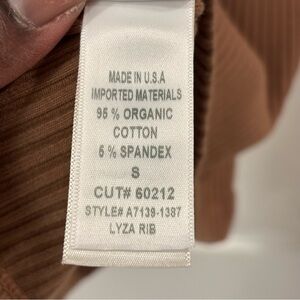 MADE IN U.S.A
IMPORTED MATERIALS
95 % ORGANIC
COTTON
5 % SPANDEX
S
CUT# 60212
STYLE# A7139-1387
LYZA RIB